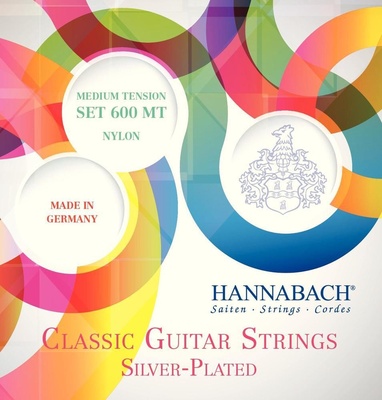 MEDIUM TENSION
SET 600 MT
NYLON
MADE IN
GERMANY
HANNABACH®
Saiten · Strings · Cordes
CLASSIC GUITAR STRINGS
SILVER-PLATED